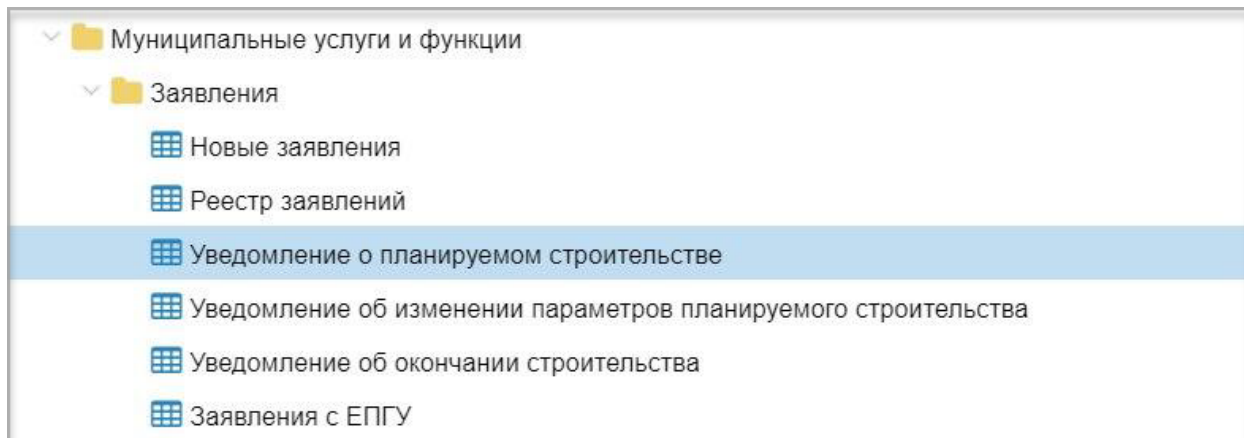 Муниципальные услуги и функции
Заявления
Новые заявления
Реестр заявлений
Уведомление о планируемом строительстве
Уведомление об изменении параметров планируемого строительства
Уведомление об окончании строительства
Заявления с ЕПГУ